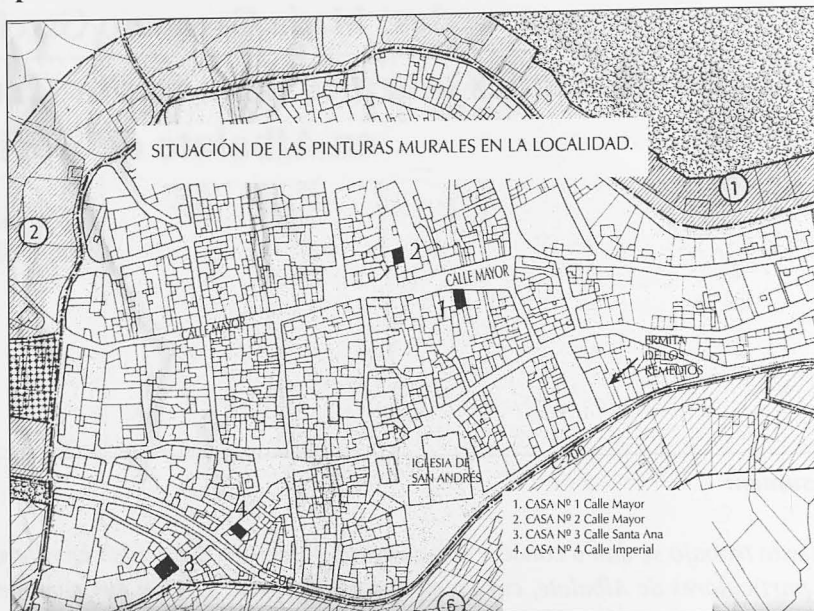 SITUACIÓN DE LAS PINTURAS MURALES EN LA LOCALIDAD.
1
2
2
CALLE MAYOR
1
CALLE MAYOR
ERMITA
DE LOS
REMEDIOS
IGLESIA DE
SAN ANDRÉS
C-200
4
3
1. CASA Nº 1 Calle Mayor
2. CASA Nº 2 Calle Mayor
3. CASA Nº 3 Calle Santa Ana
4. CASA Nº 4 Calle Imperial